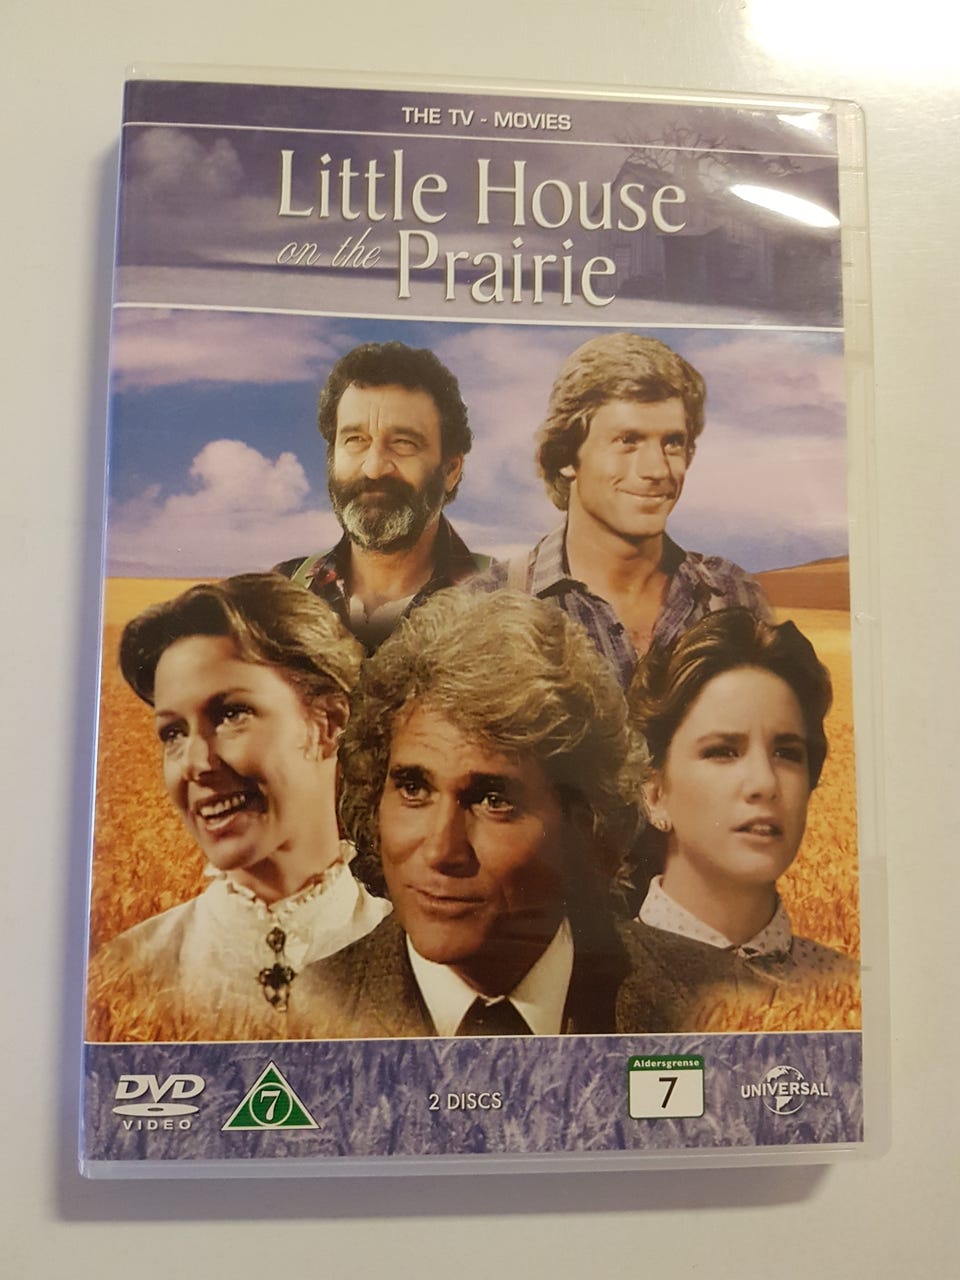 THE TV - MOVIES
Little House
on the Prairie
DVD
VIDEO
7
2 DISCS
Aldersgrense
7
UNIVERSAL